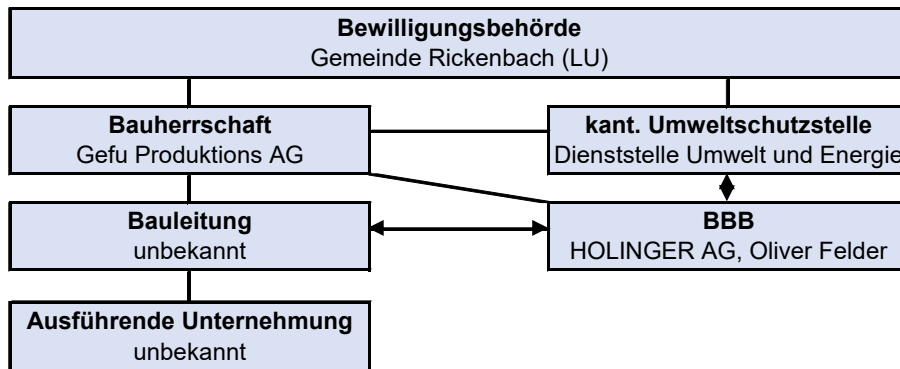 Bewilligungsbehörde
Gemeinde Rickenbach (LU)
Bauherrschaft
Gefu Produktions AG
kant. Umweltschutzstelle
Dienststelle Umwelt und Energie
Bauleitung
unbekannt
BBB
HOLINGER AG, Oliver Felder
Ausführende Unternehmung
unbekannt